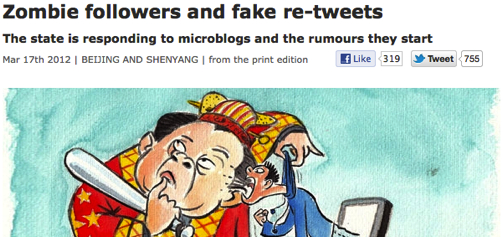 Zombie followers and fake re-tweets
The state is responding to microblogs and the rumours they start
Mar 17th 2012 | BEIJING AND SHENYANG | from the print edition
Like 319 Tweet 755